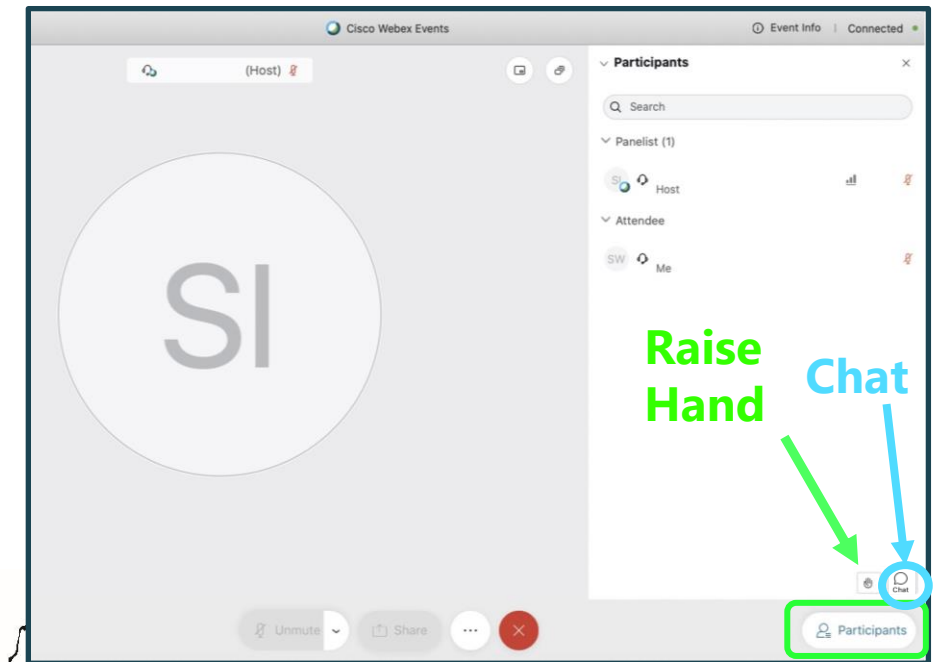 Cisco Webex Events
Event Info | Connected
(Host)
Participants
Search
Panelist (1)
SI
Host
Attendee
SW
Me
SI
Raise
Hand
Chat
Chat
Unmute
Share
...
Participants